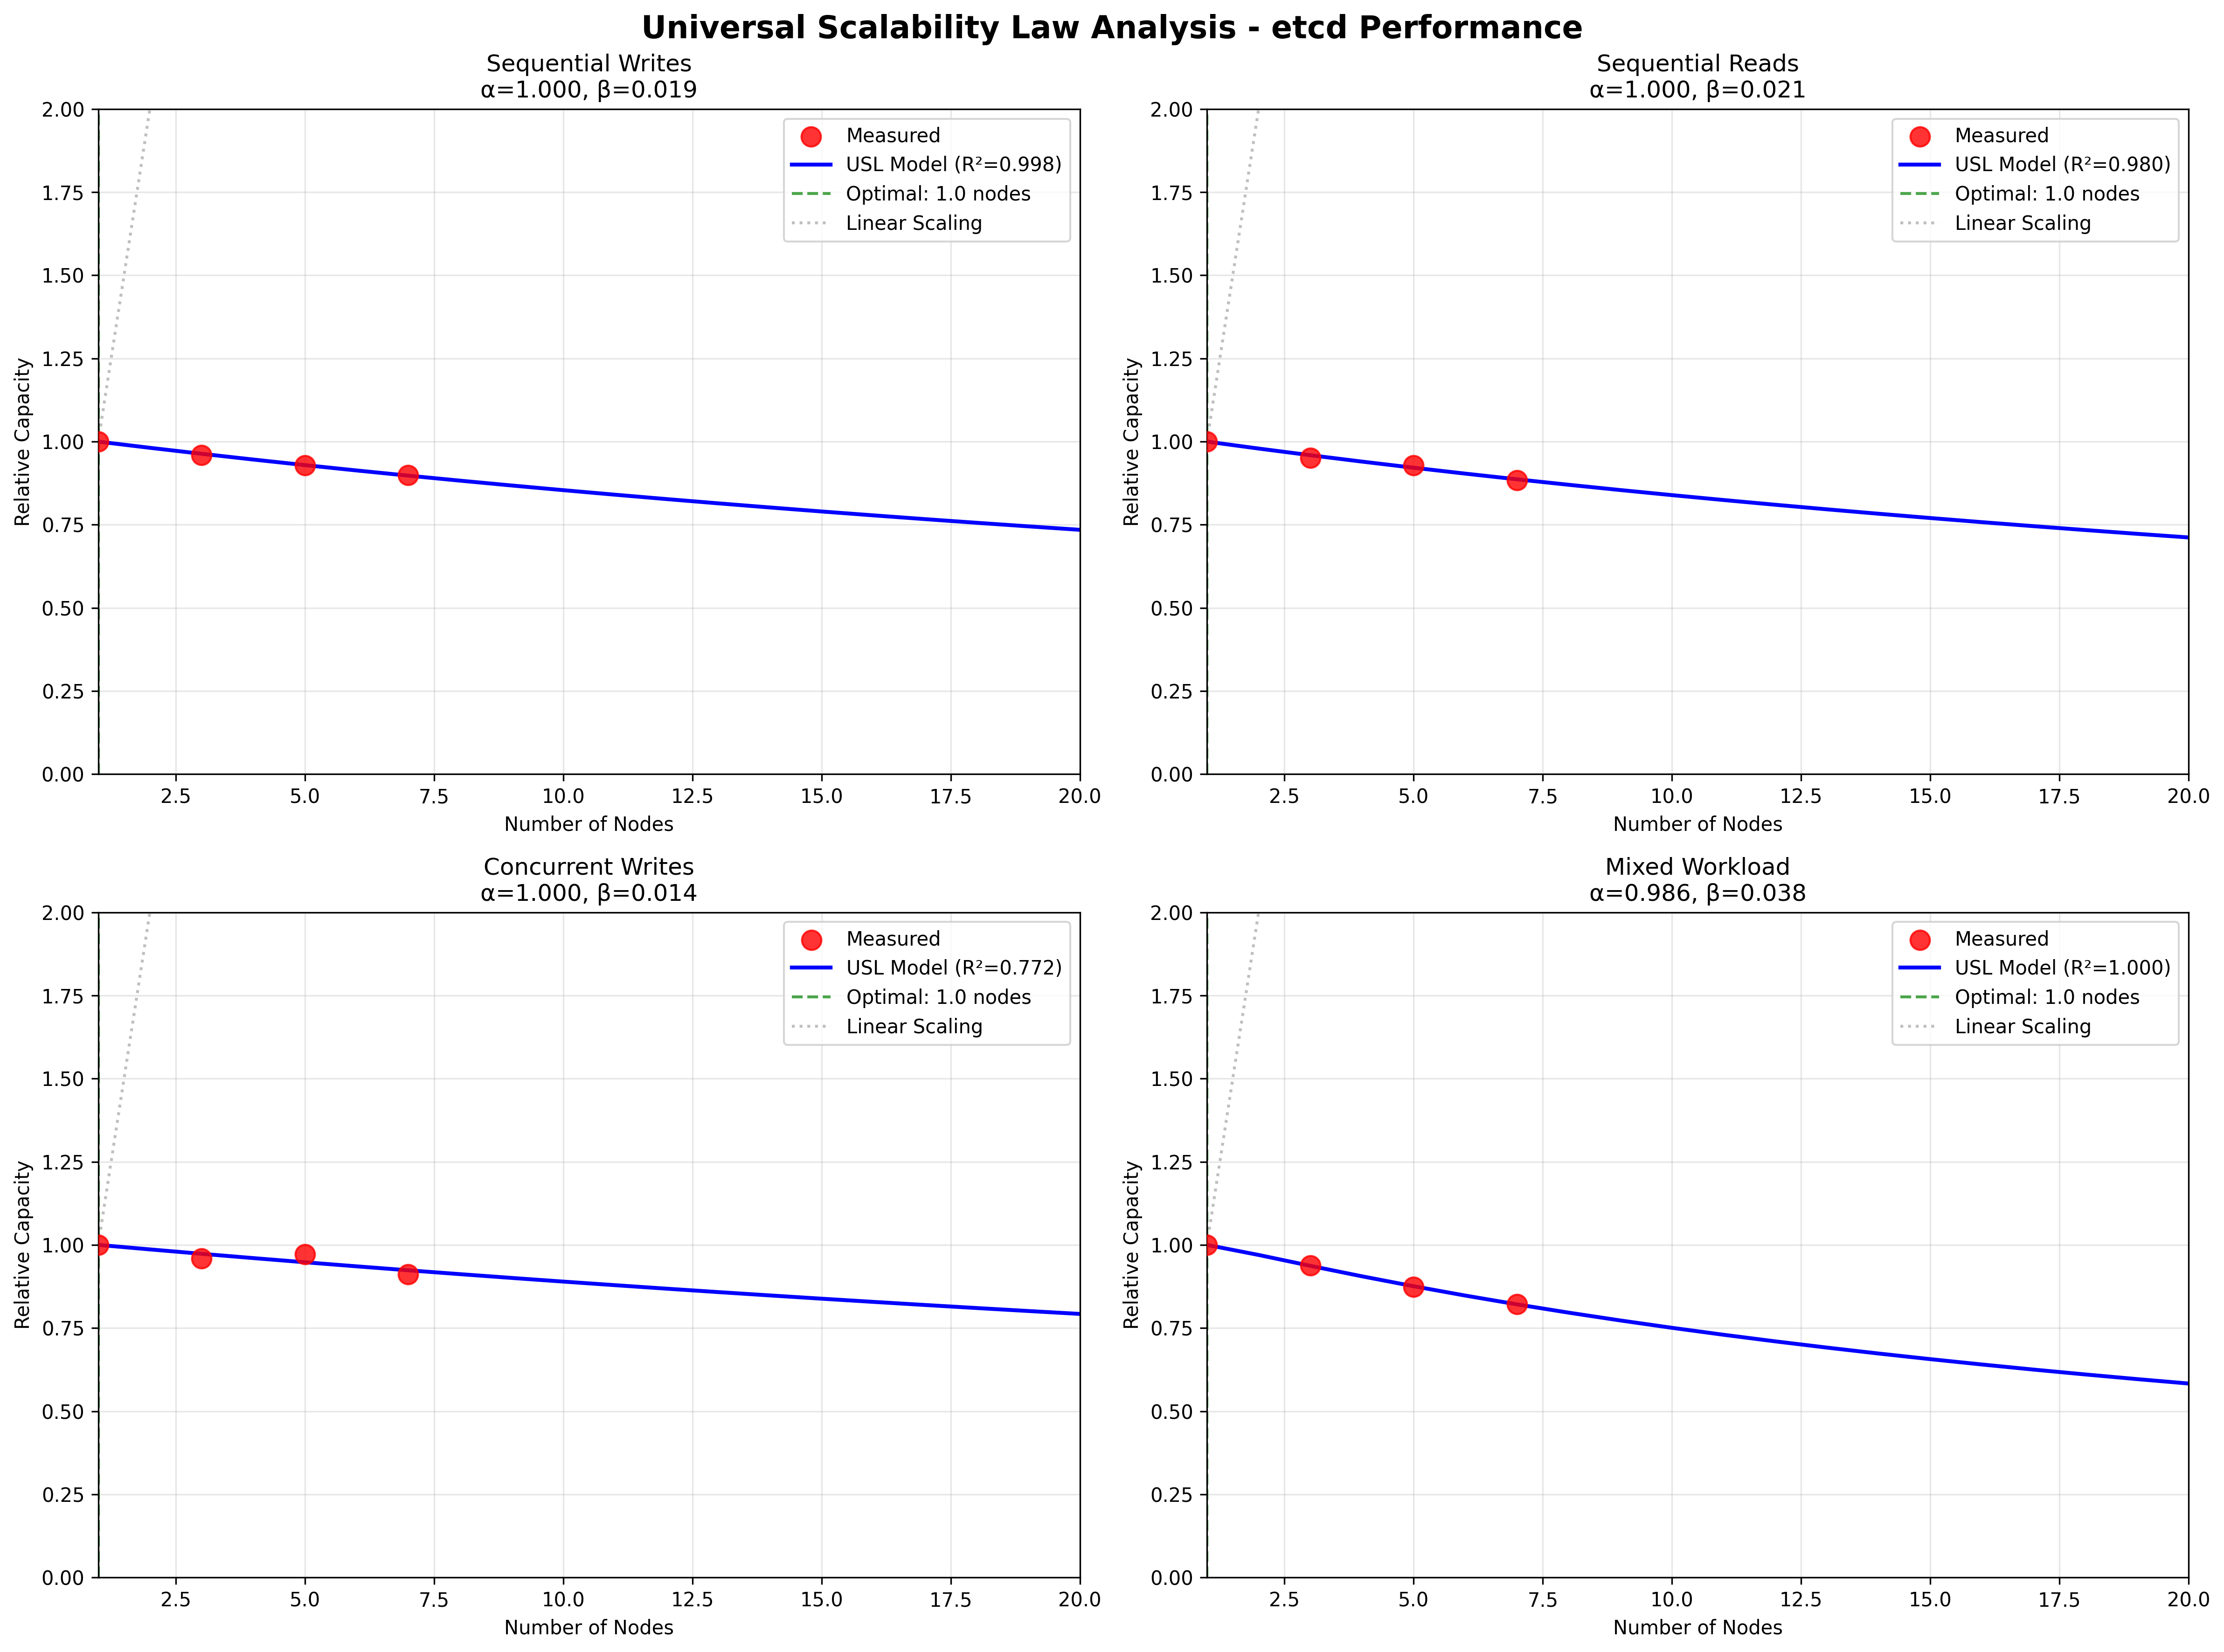 Universal Scalability Law Analysis - etcd Performance
Sequential Writes
α=1.000, β=0.019
2.00
1.75
1.50
1.25
1.00
0.75
0.50
0.25
0.00
Relative Capacity
Measured
USL Model (R²=0.998)
Optimal: 1.0 nodes
Linear Scaling
2.5 5.0 7.5 10.0 12.5 15.0 17.5 20.0
Number of Nodes
Sequential Reads
α=1.000, β=0.021
2.00
1.75
1.50
1.25
1.00
0.75
0.50
0.25
0.00
Relative Capacity
Measured
USL Model (R²=0.980)
Optimal: 1.0 nodes
Linear Scaling
2.5 5.0 7.5 10.0 12.5 15.0 17.5 20.0
Number of Nodes
Concurrent Writes
α=1.000, β=0.014
2.00
1.75
1.50
1.25
1.00
0.75
0.50
0.25
0.00
Relative Capacity
Measured
USL Model (R²=0.772)
Optimal: 1.0 nodes
Linear Scaling
2.5 5.0 7.5 10.0 12.5 15.0 17.5 20.0
Number of Nodes
Mixed Workload
α=0.986, β=0.038
2.00
1.75
1.50
1.25
1.00
0.75
0.50
0.25
0.00
Relative Capacity
Measured
USL Model (R²=1.000)
Optimal: 1.0 nodes
Linear Scaling
2.5 5.0 7.5 10.0 12.5 15.0 17.5 20.0
Number of Nodes